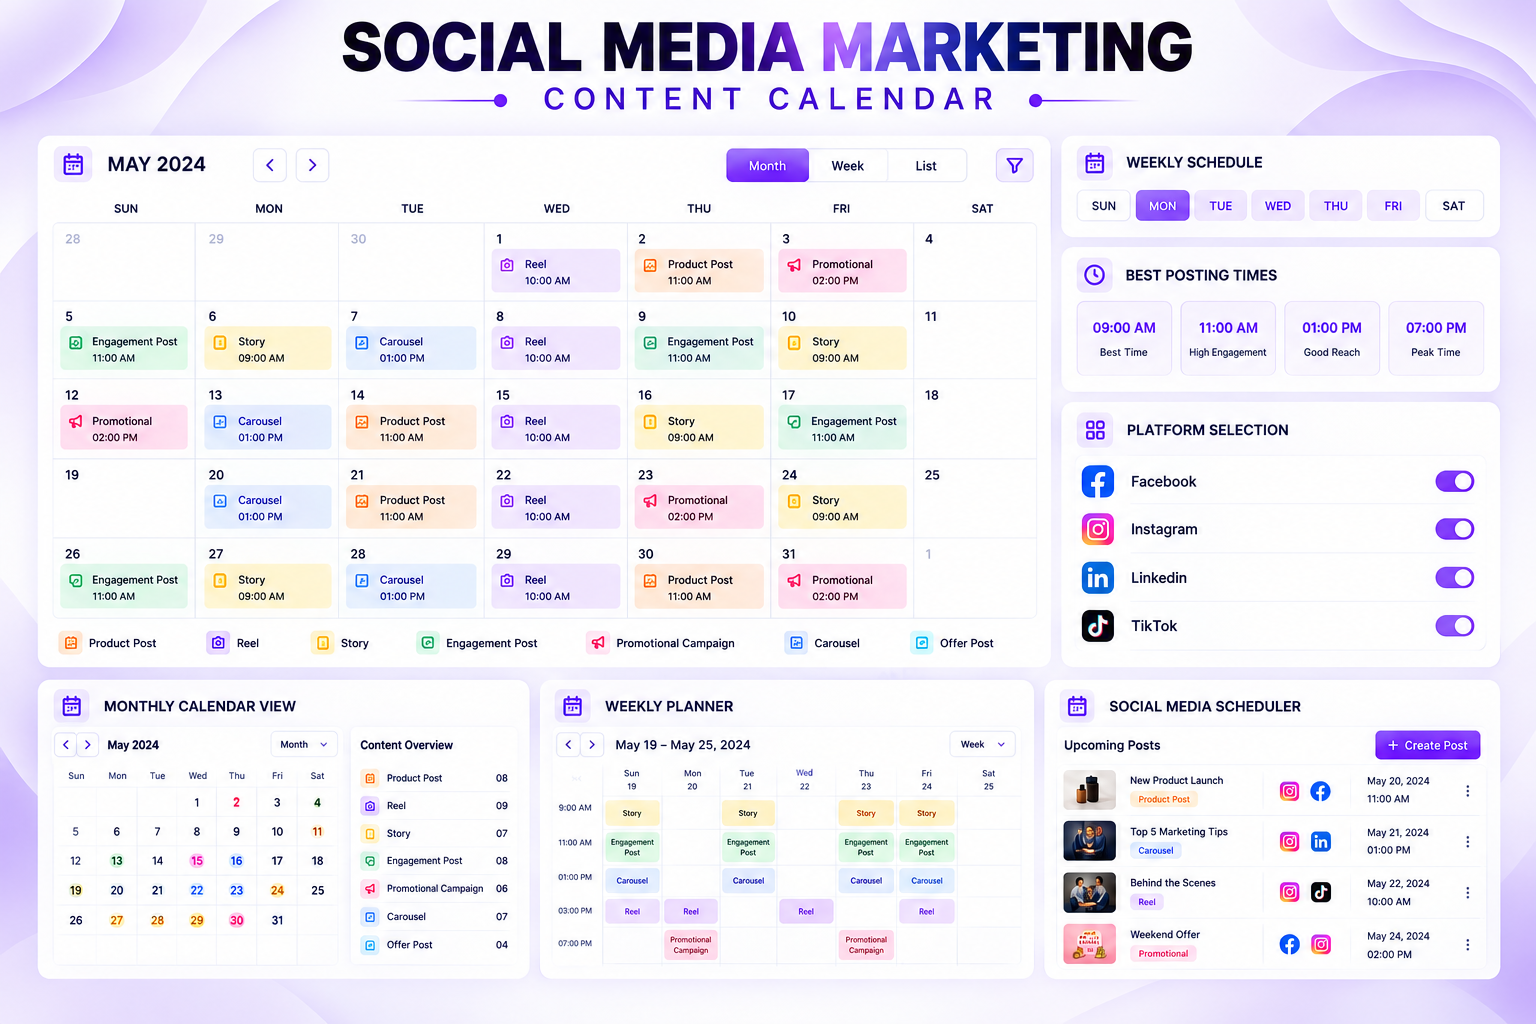 SOCIAL MEDIA MARKETING
CONTENT CALENDAR
MAY 2024
Month Week List
SUN MON TUE WED THU FRI SAT
28 29 30 1 2 3 4
Reel Product Post Promotional
10:00 AM 11:00 AM 02:00 PM
5 6 7 8 9 10 11
Engagement Post Story Carousel Reel Engagement Post Story
11:00 AM 09:00 AM 01:00 PM 10:00 AM 11:00 AM 09:00 AM
12 13 14 15 16 17 18
Promotional Carousel Product Post Reel Story Engagement Post
02:00 PM 01:00 PM 11:00 AM 10:00 AM 09:00 AM 11:00 AM
19 20 21 22 23 24 25
Carousel Product Post Reel Promotional Story
01:00 PM 11:00 AM 10:00 AM 02:00 PM 09:00 AM
26 27 28 29 30 31 1
Engagement Post Story Carousel Reel Product Post Promotional
11:00 AM 09:00 AM 01:00 PM 10:00 AM 11:00 AM 02:00 PM
Product Post Reel Story Engagement Post Promotional Campaign Carousel Offer Post
WEEKLY SCHEDULE
SUN MON TUE WED THU FRI SAT
BEST POSTING TIMES
09:00 AM 11:00 AM 01:00 PM 07:00 PM
Best Time High Engagement Good Reach Peak Time
PLATFORM SELECTION
Facebook
Instagram
Linkedin
TikTok
MONTHLY CALENDAR VIEW
May 2024 Month
Sun Mon Tue Wed Thu Fri Sat
1 2 3 4
5 6 7 8 9 10 11
12 13 14 15 16 17 18
19 20 21 22 23 24 25
26 27 28 29 30 31
Content Overview
Product Post 08
Reel 09
Story 07
Engagement Post 08
Promotional Campaign 06
Carousel 07
Offer Post 04
WEEKLY PLANNER
May 19 – May 25, 2024 Week
Sun Mon Tue Wed Thu Fri Sat
19 20 21 22 23 24 25
9:00 AM Story Story Story Story
11:00 AM Engagement Engagement Engagement Engagement
Post Post Post Post
01:00 PM Carousel Carousel Carousel Carousel
03:00 PM Reel Reel Reel Reel
07:00 PM Promotional Promotional
Campaign Campaign
SOCIAL MEDIA SCHEDULER
Upcoming Posts + Create Post
New Product Launch May 20, 2024
Product Post 11:00 AM
Top 5 Marketing Tips May 21, 2024
Carousel 01:00 PM
Behind the Scenes May 22, 2024
Reel 10:00 AM
Weekend Offer May 24, 2024
Promotional 02:00 PM